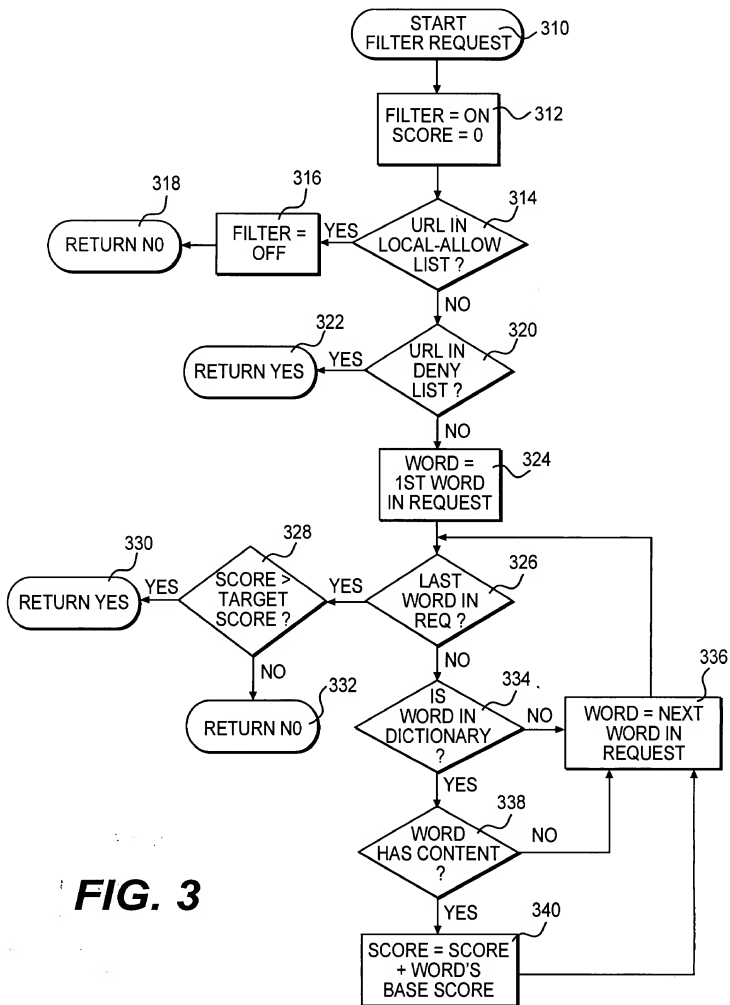 START
FILTER REQUEST
310
FILTER = ON
SCORE = 0
312
318
316
314
RETURN NO
FILTER =
OFF
YES
URL IN
LOCAL-ALLOW
LIST ?
NO
322
320
RETURN YES
YES
URL IN
DENY
LIST ?
NO
WORD =
1ST WORD
IN REQUEST
324
330
328
326
RETURN YES
YES
SCORE >
TARGET
SCORE ?
YES
LAST
WORD IN
REQ ?
NO
NO
332
RETURN NO
334
336
IS
WORD IN
DICTIONARY
?
NO
WORD = NEXT
WORD IN
REQUEST
YES
338
WORD
HAS CONTENT
?
NO
YES
340
SCORE = SCORE
+ WORD'S
BASE SCORE
FIG. 3